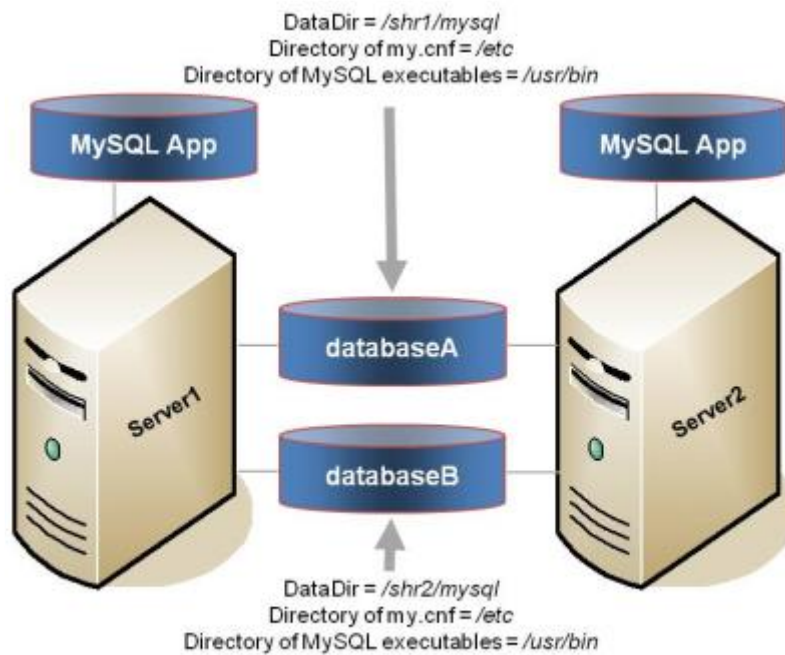 DataDir = /shr1/mysql
Directory of my.cnf = /etc
Directory of MySQL executables = /usr/bin
MySQL App
MySQL App
databaseA
Server1
Server2
databaseB
DataDir = /shr2/mysql
Directory of my.cnf = /etc
Directory of MySQL executables = /usr/bin